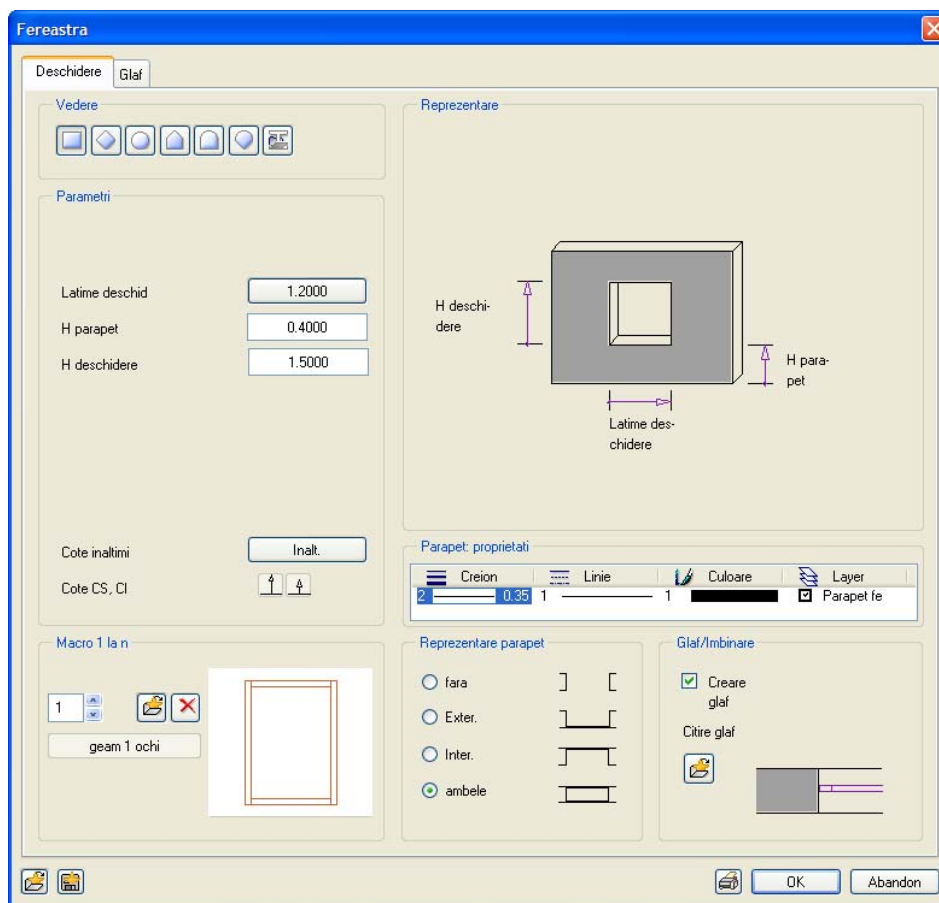 Fereastra
Deschidere
Glaf
Vedere
Parametri
Latime deschid
1.2000
H parapet
0.4000
H deschidere
1.5000
Cote inaltimi
Inalt.
Cote CS, CI
Macro 1 la n
1
geam 1 ochi
Reprezentare
H deschi-
dere
H para-
pet
Latime des-
chidere
Parapet: proprietati
Creion Linie Culoare Layer
2 0.35 1 1 Parapet fe
Reprezentare parapet
fara
Exter.
Inter.
ambele
Glaf/Imbinare
Creare
glaf
Citire glaf
OK
Abandon